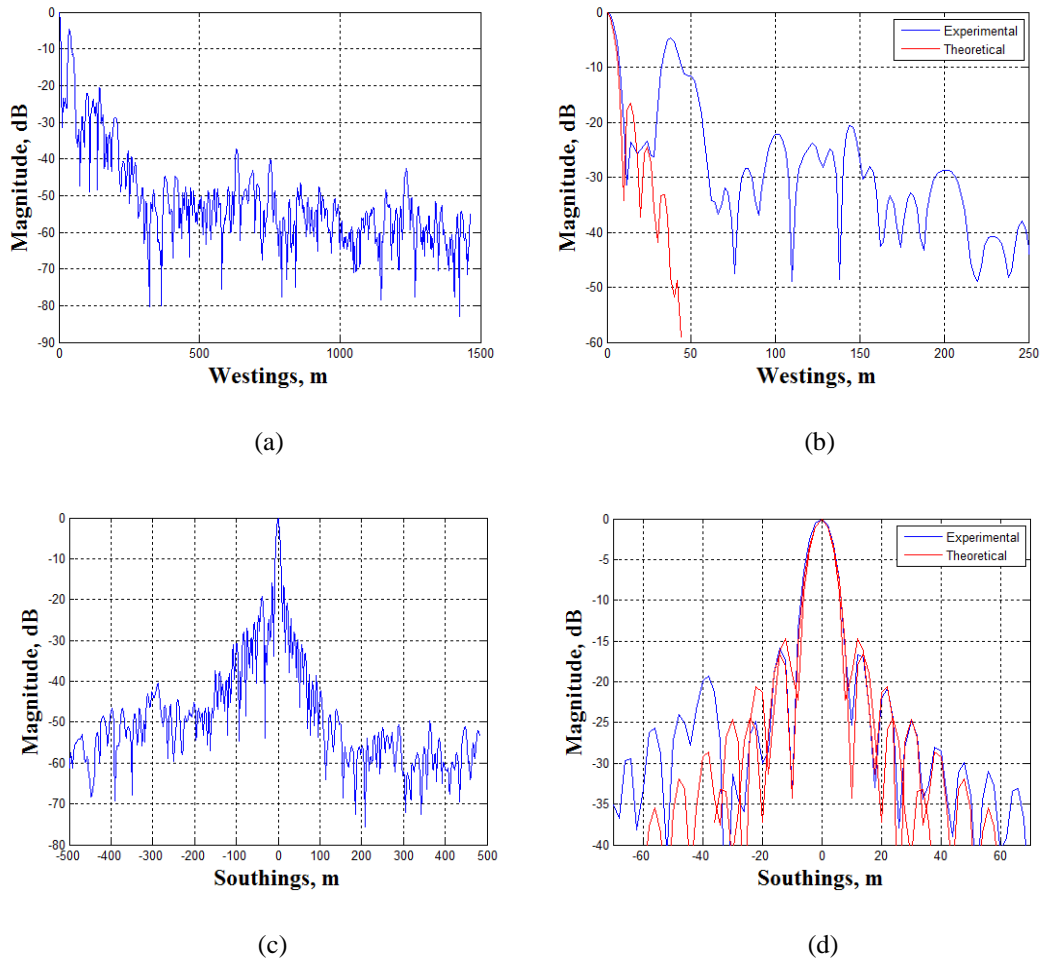 0
-10
-20
-30
-40
-50
-60
-70
-80
-90
Magnitude, dB
0 500 1000 1500
Westings, m
(a)
0
-10
-20
-30
-40
-50
-60
Magnitude, dB
Experimental
Theoretical
0 50 100 150 200 250
Westings, m
(b)
0
-10
-20
-30
-40
-50
-60
-70
-80
Magnitude, dB
-500 -400 -300 -200 -100 0 100 200 300 400 500
Southings, m
(c)
0
-5
-10
-15
-20
-25
-30
-35
-40
Magnitude, dB
Experimental
Theoretical
-60 -40 -20 0 20 40 60
Southings, m
(d)